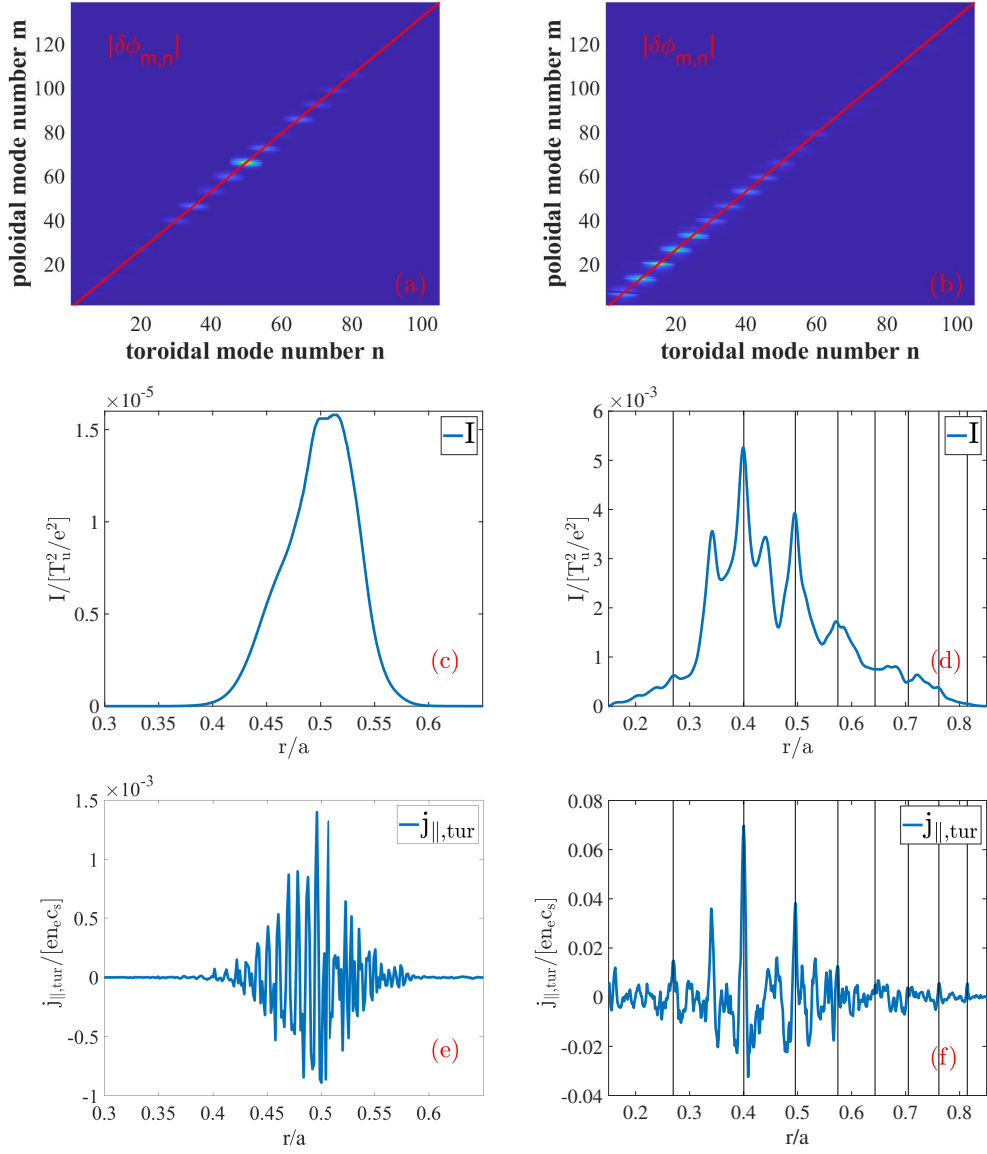 |δϕm,n|
(a)
poloidal mode number m
20 40 60 80 100 120
20 40 60 80 100
toroidal mode number n
|δϕm,n|
(b)
poloidal mode number m
20 40 60 80 100 120
20 40 60 80 100
toroidal mode number n
×10-5
I
I/[T2u/e2]
0 0.5 1 1.5
(c)
0.3 0.35 0.4 0.45 0.5 0.55 0.6
r/a
×10-3
I
I/[T2u/e2]
0 1 2 3 4 5 6
(d)
0.2 0.3 0.4 0.5 0.6 0.7 0.8
r/a
×10-3
j∥,tur
j∥,tur/[enecs]
-1 -0.5 0 0.5 1 1.5
(e)
0.3 0.35 0.4 0.45 0.5 0.55 0.6
r/a
j∥,tur
j∥,tur/[enecs]
-0.04 -0.02 0 0.02 0.04 0.06 0.08
(f)
0.2 0.3 0.4 0.5 0.6 0.7 0.8
r/a